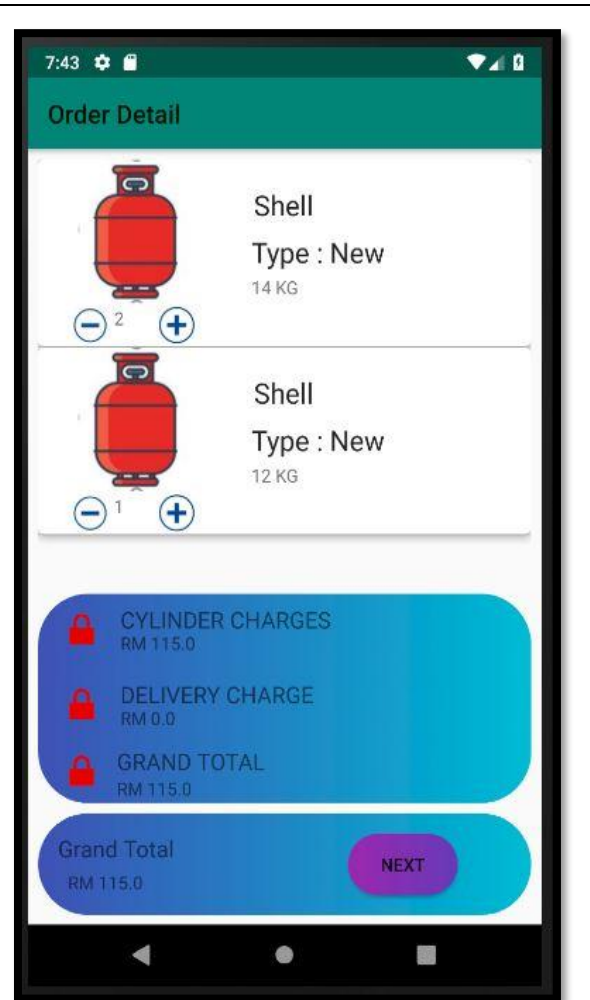 7:43
Order Detail
Shell
Type : New
14 KG
2
Shell
Type : New
12 KG
1
CYLINDER CHARGES
RM 115.0
DELIVERY CHARGE
RM 0.0
GRAND TOTAL
RM 115.0
Grand Total
RM 115.0
NEXT